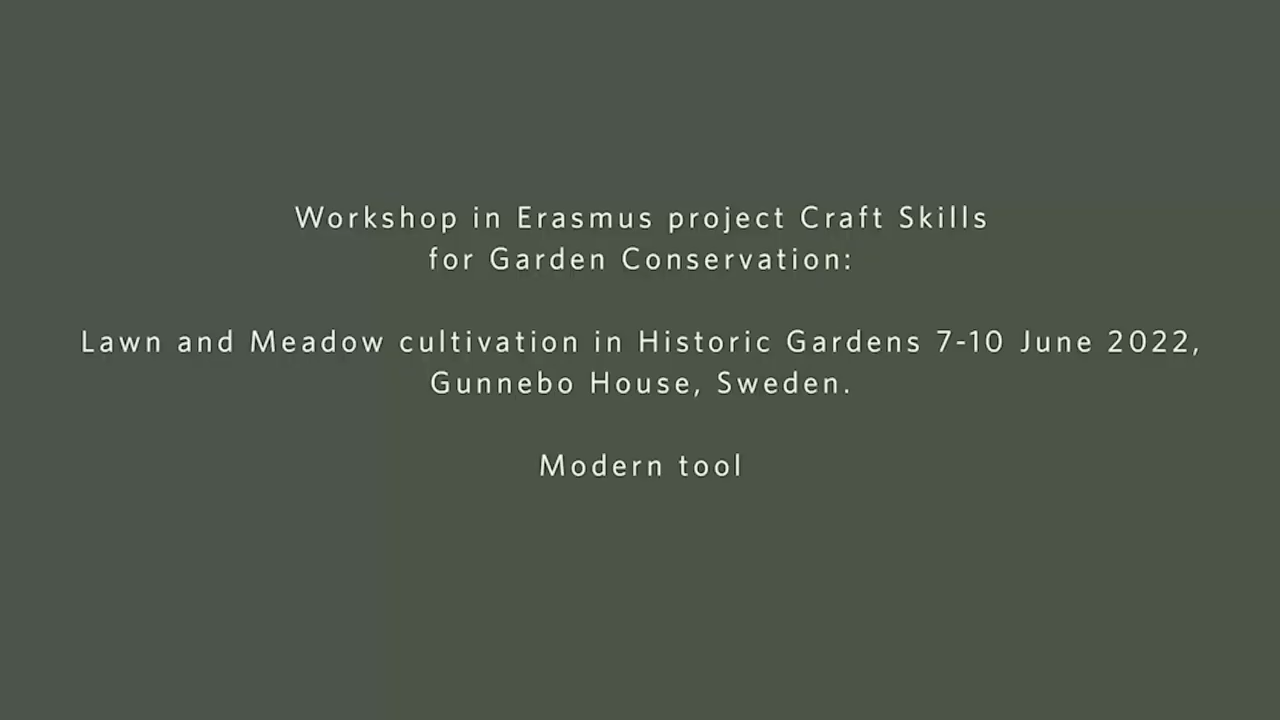 Workshop in Erasmus project Craft Skills
for Garden Conservation:
Lawn and Meadow cultivation in Historic Gardens 7-10 June 2022,
Gunnebo House, Sweden.
Modern tool